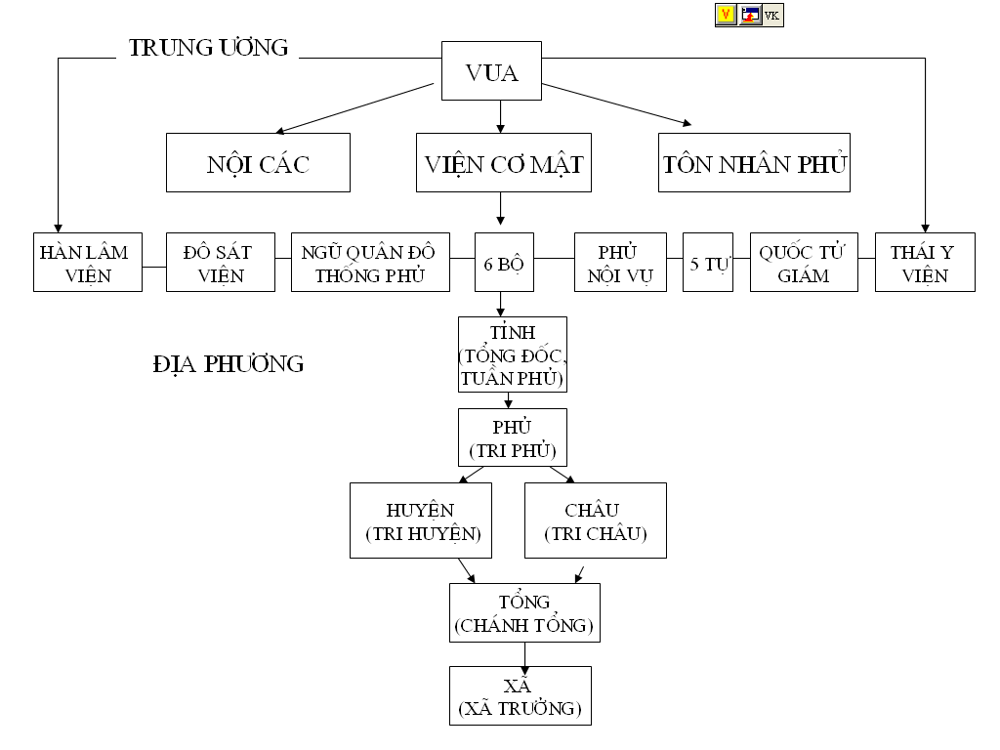 V VK
TRUNG ƯƠNG
VUA
NỘI CÁC
VIỆN CƠ MẬT
TÔN NHÂN PHỦ
HÀN LÂM
VIỆN
ĐÔ SÁT
VIỆN
NGŨ QUÂN ĐÔ
THỐNG PHỦ
6 BỘ
PHỦ
NỘI VỤ
5 TỰ
QUỐC TỬ
GIÁM
THÁI Y
VIỆN
ĐỊA PHƯƠNG
TỈNH
(TỔNG ĐỐC,
TUẦN PHỦ)
PHỦ
(TRI PHỦ)
HUYỆN
(TRI HUYỆN)
CHÂU
(TRI CHÂU)
TỔNG
(CHÁNH TỔNG)
XÃ
(XÃ TRƯỞNG)